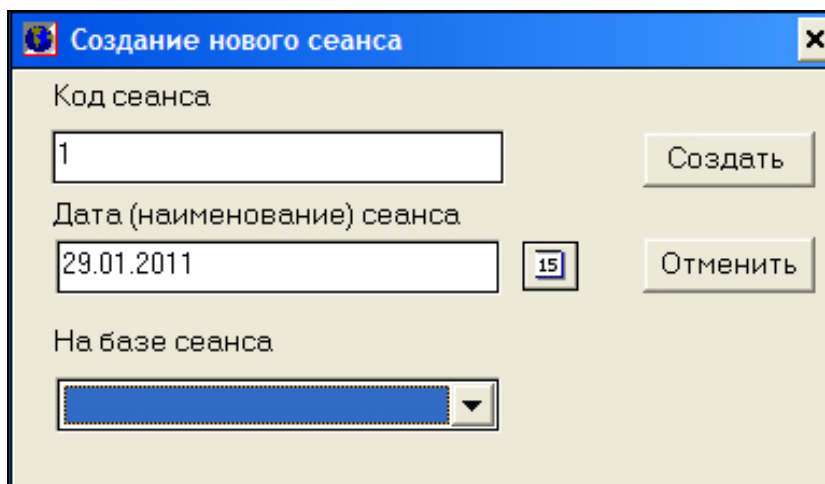 Создание нового сеанса
Код сеанса
1
Создать
Дата (наименование) сеанса
29.01.2011
15
Отменить
На базе сеанса